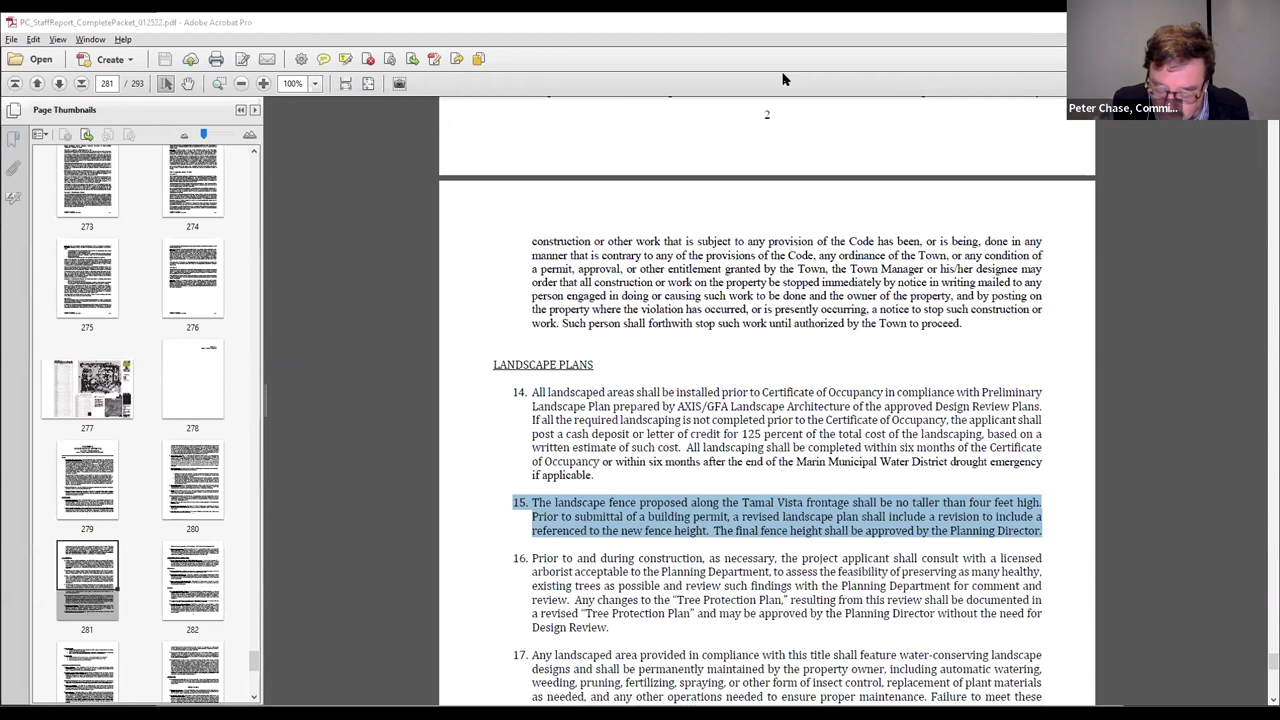 PC_StaffReport_CompletePacket_012522.pdf - Adobe Acrobat Pro
File Edit View Window Help
Open Create
281 / 293 100%
Page Thumbnails
Peter Chase, Commi...
273 274
275 276
277 278
279 280
281 282
2
construction or other work that is subject to any provision of the Code has been, or is being, done in any
manner that is contrary to any of the provisions of the Code, any ordinance of the Town, or any condition of
a permit, approval, or other entitlement granted by the Town, the Town Manager or his/her designee may
order that all construction or work on the property be stopped immediately by notice in writing mailed to any
person engaged in doing or causing such work to be done and the owner of the property, and by posting on
the property where the violation has occurred, or is presently occurring, a notice to stop such construction or
work. Such person shall forthwith stop such work until authorized by the Town to proceed.
LANDSCAPE PLANS
14. All landscaped areas shall be installed prior to Certificate of Occupancy in compliance with Preliminary
Landscape Plan prepared by AXIS/GFA Landscape Architecture of the approved Design Review Plans.
If all the required landscaping is not completed prior to the Certificate of Occupancy, the applicant shall
post a cash deposit or letter of credit for 125 percent of the total cost of the landscaping, based on a
written estimate of such cost. All landscaping shall be completed within six months of the Certificate
of Occupancy or within six months after the end of the Marin Municipal Water District drought emergency
if applicable.
15. The landscape fence proposed along the Tamal Vista frontage shall be no taller than four feet high.
Prior to submittal of a building permit, a revised landscape plan shall include a revision to include a
referenced to the new fence height. The final fence height shall be approved by the Planning Director.
16. Prior to and during construction, as necessary, the project applicant shall consult with a licensed
arborist acceptable to the Planning Department, to assess the feasibility of preserving as many healthy,
existing trees as possible and review such findings with the Planning Department for comment and
review. Any changes to the “Tree Protection Plan,” resulting from this review shall be documented in
a revised “Tree Protection Plan” and may be approved by the Planning Director without the need for
Design Review.
17. Any landscaped area provided in compliance with this title shall feature water-conserving landscape
designs and shall be permanently maintained by the property owner, including automatic watering,
weeding, pruning, fertilizing, spraying, or other form of insect control, replacement of plant materials
as needed, and any other operations needed to ensure proper maintenance. Failure to meet these